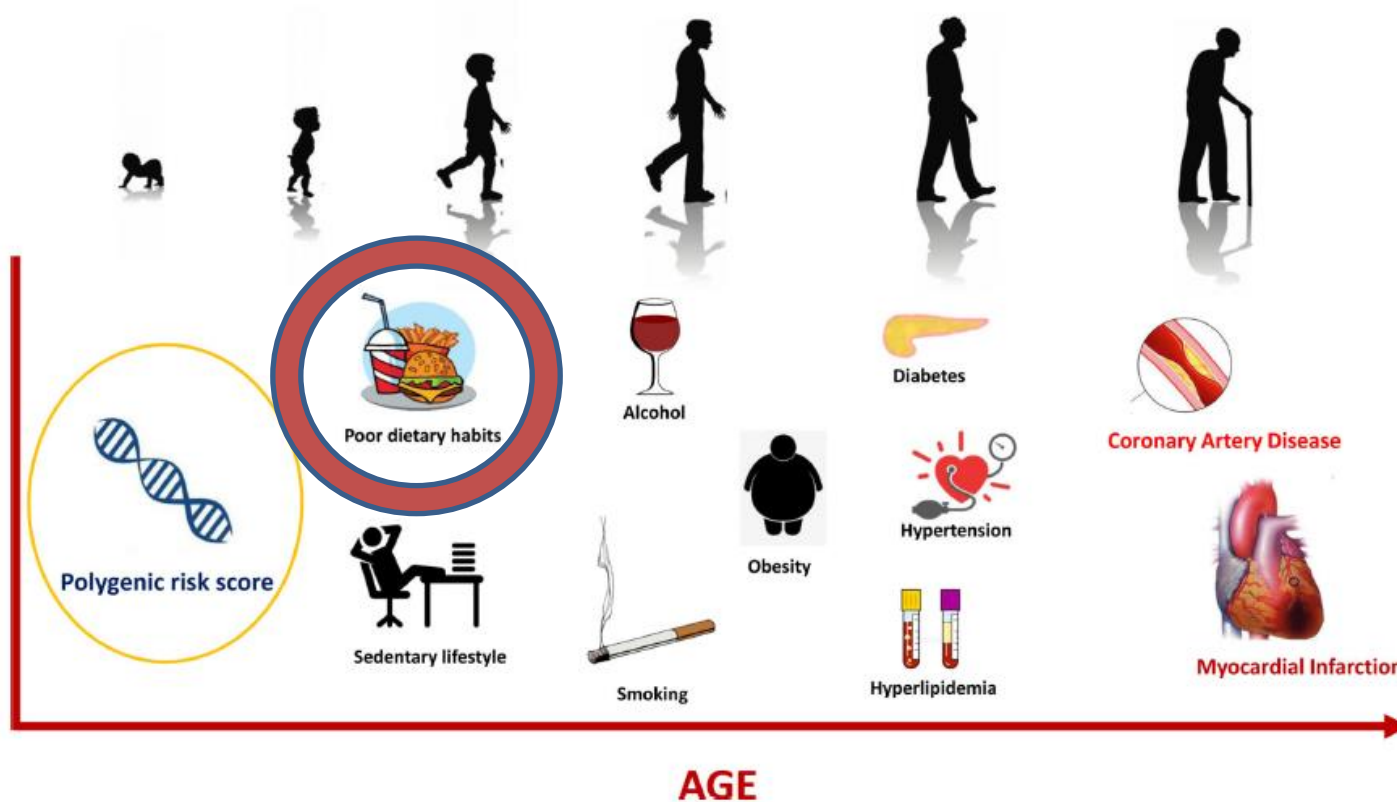 Poor dietary habits
Alcohol
Diabetes
Coronary Artery Disease
Polygenic risk score
Sedentary lifestyle
Smoking
Obesity
Hypertension
Hyperlipidemia
Myocardial Infarction
AGE